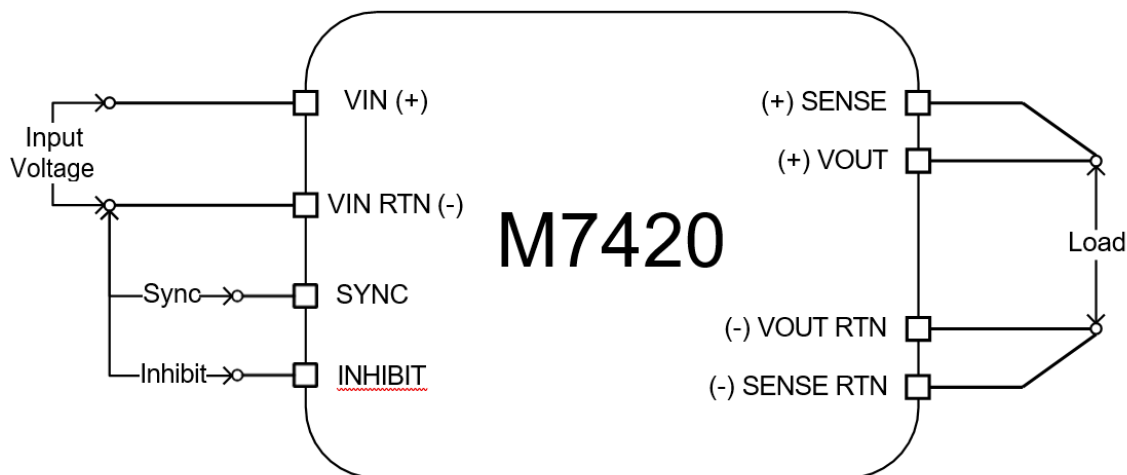 VIN (+)
(+) SENSE
Input
Voltage
(+) VOUT
VIN RTN (-)
M7420
Load
Sync
SYNC
(-) VOUT RTN
Inhibit
INHIBIT
(-) SENSE RTN